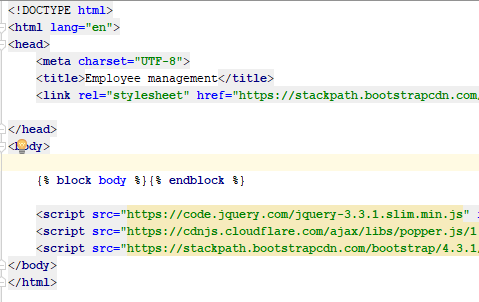 <!DOCTYPE html>
<html lang="en">
<head>
<meta charset="UTF-8">
<title>Employee management</title>
<link rel="stylesheet" href="https://stackpath.bootstrapcdn.com/
</head>
<body>
{% block body %}{% endblock %}
<script src="https://code.jquery.com/jquery-3.3.1.slim.min.js" i
<script src="https://cdnjs.cloudflare.com/ajax/libs/popper.js/1
<script src="https://stackpath.bootstrapcdn.com/bootstrap/4.3.1/
</body>
</html>